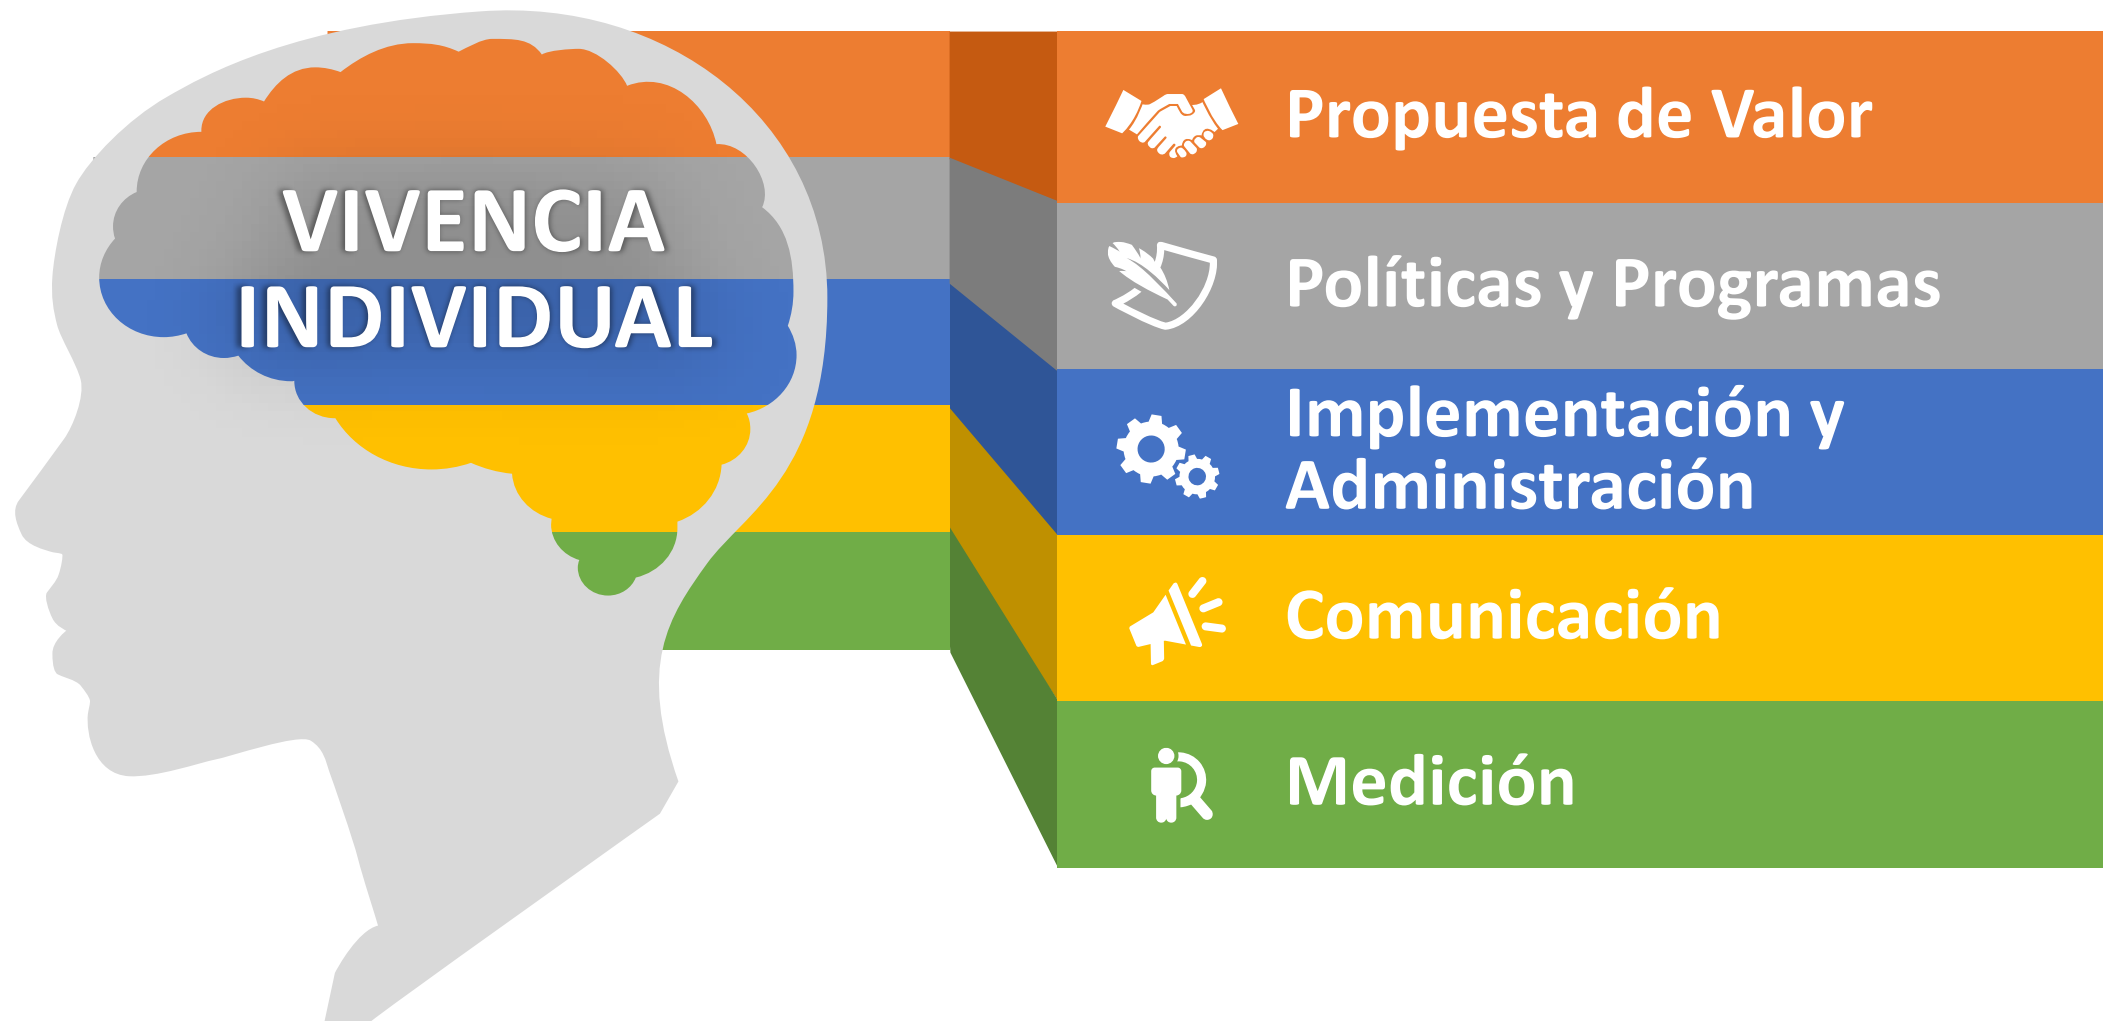 VIVENCIA
INDIVIDUAL
Propuesta de Valor
Políticas y Programas
Implementación y
Administración
Comunicación
Medición